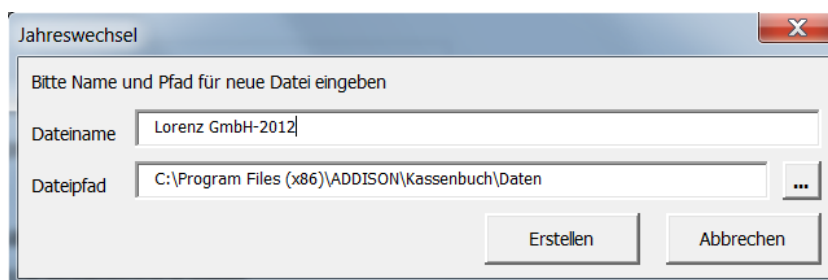 Jahreswechsel
Bitte Name und Pfad für neue Datei eingeben
Dateiname Lorenz GmbH-2012
Dateipfad C:\Program Files (x86)\ADDISON\Kassenbuch\Daten ...
Erstellen Abbrechen